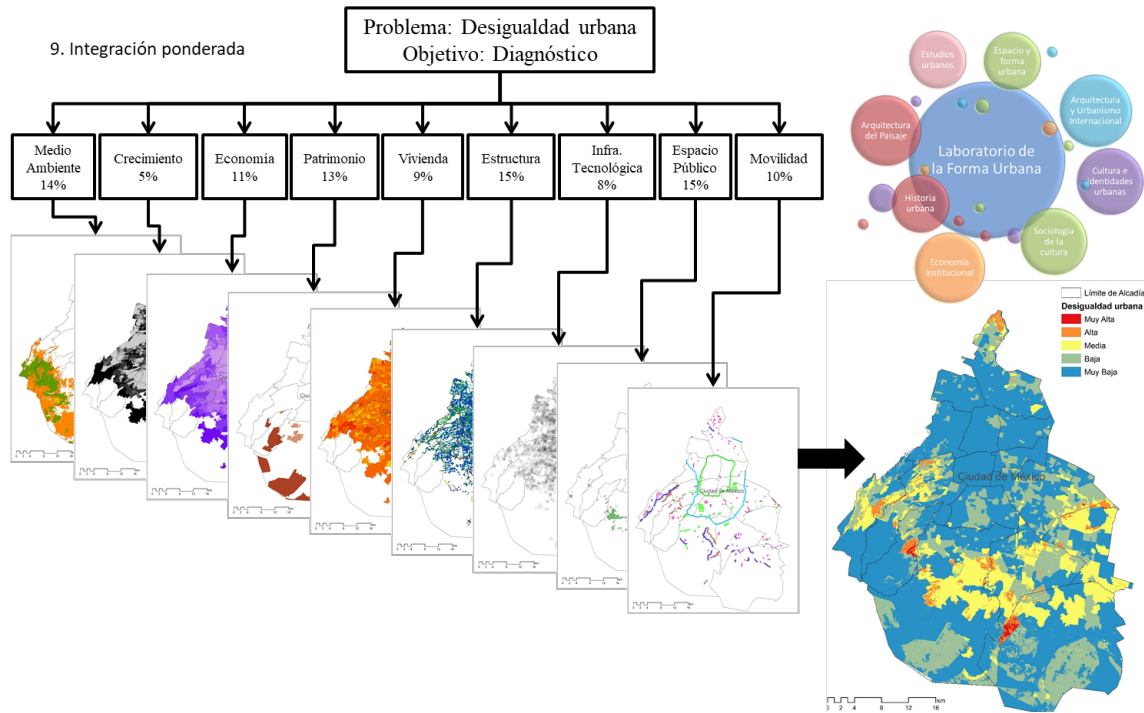 9. Integración ponderada
Problema: Desigualdad urbana
Objetivo: Diagnóstico
Medio
Ambiente
14%
Crecimiento
5%
Economía
11%
Patrimonio
13%
Vivienda
9%
Estructura
15%
Infra.
Tecnológica
8%
Espacio
Público
15%
Movilidad
10%
Estudios
urbanos
Espacio y
forma
urbana
Arquitectura
y Urbanismo
Internacional
Arquitectura
del Paisaje
Laboratorio de
la Forma Urbana
Cultura e
identidades
urbanas
Historia
urbana
Sociología
de la
cultura
Economía
Institucional
Límite de Alcadía
Desigualdad urbana
Muy Alta
Alta
Media
Baja
Muy Baja
Ciudad de México
Ciudad de México
0 2 4 8 12 16
km